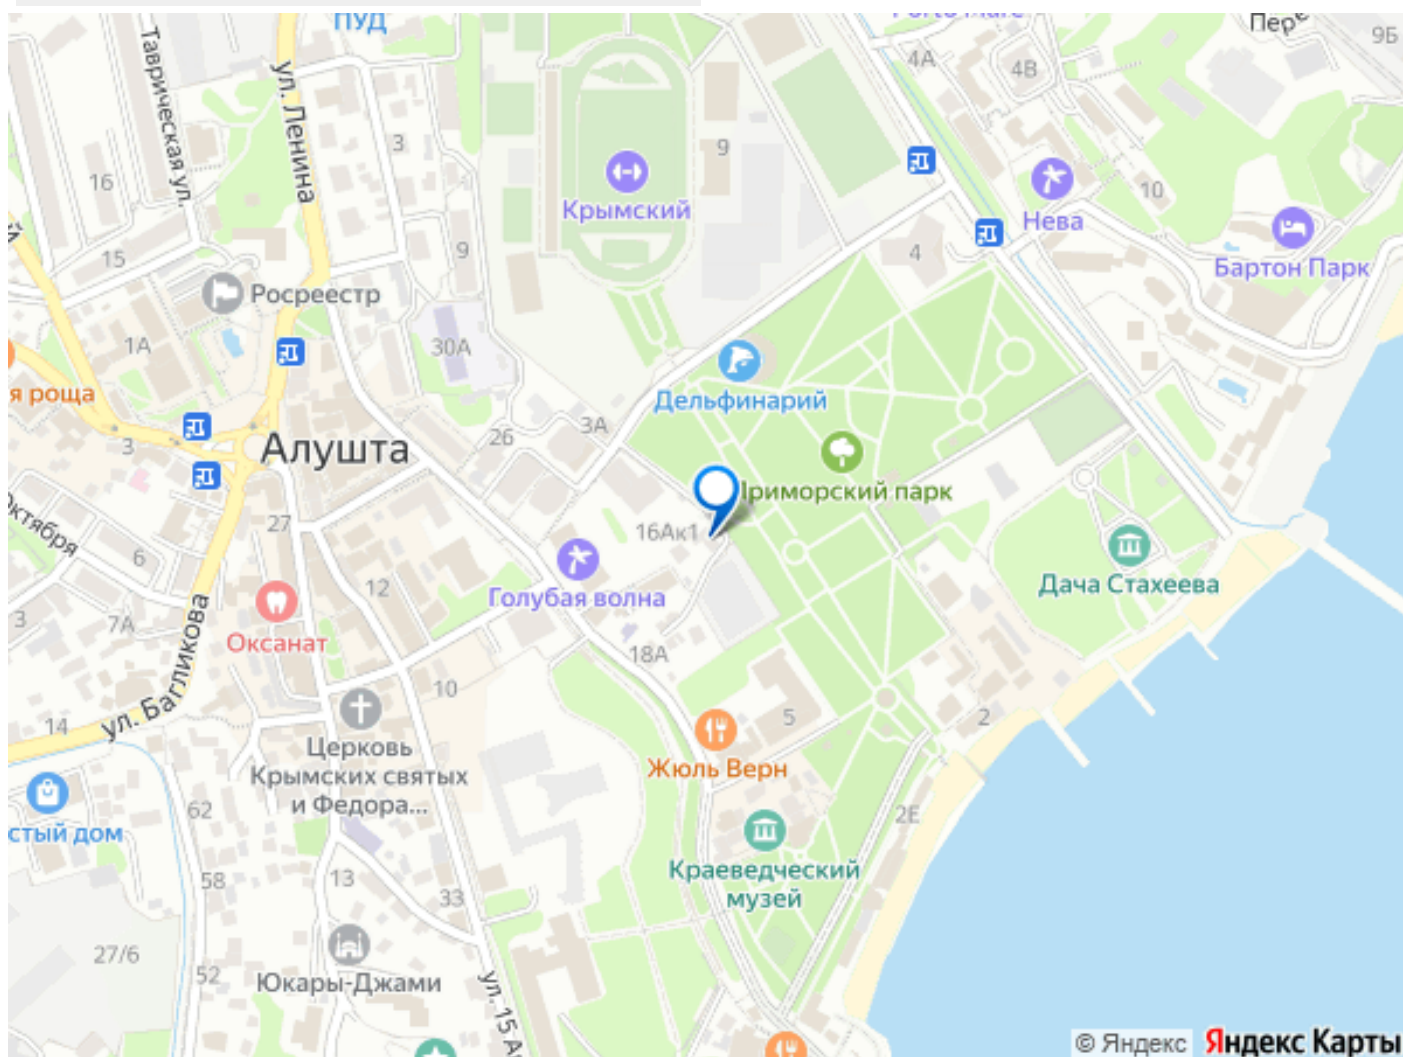 ПУД
4А
4В
9Б
Таврическая ул.
ул. Ленина
3
9
16
Крымский
10
Нева
15
9
4
Бартон Парк
Росреестр
1А
30А
я роща
Дельфинарий
3А
26
3
Алушта
Приморский парк
Октября
27
16Ак1
6
12
Дача Стахеева
3
7А
Голубая волна
Оксанат
18А
ул. Багликова
10
14
5
2
Церковь
Крымских святых
и Федора...
Жюль Верн
62
2Е
стый дом
58
13
Краеведческий
музей
33
27/6
52
Юкары-Джами
ул. 15 А
© Яндекс
Яндекс Карты